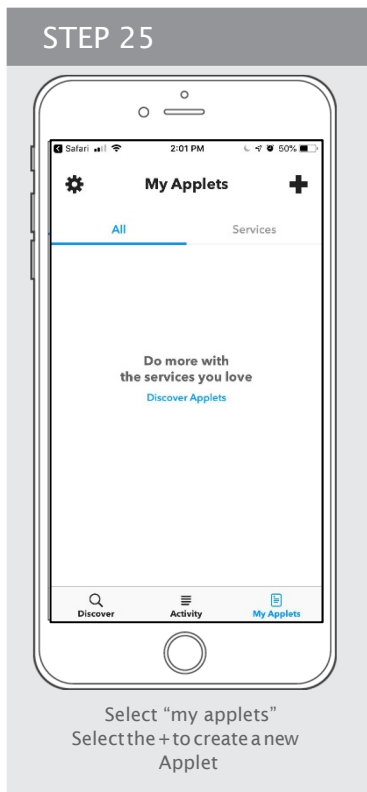 STEP 25
Safari 2:01 PM 50%
My Applets
All Services
Do more with
the services you love
Discover Applets
Discover Activity My Applets
Select “my applets”
Select the + to create a new
Applet